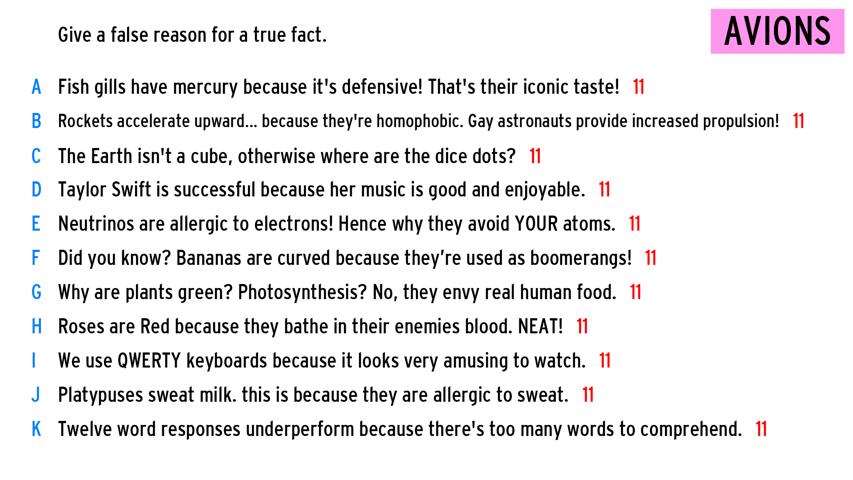 Give a false reason for a true fact.
AVIONS
A Fish gills have mercury because it's defensive! That's their iconic taste! 11
B Rockets accelerate upward... because they're homophobic. Gay astronauts provide increased propulsion! 11
C The Earth isn't a cube, otherwise where are the dice dots? 11
D Taylor Swift is successful because her music is good and enjoyable. 11
E Neutrinos are allergic to electrons! Hence why they avoid YOUR atoms. 11
F Did you know? Bananas are curved because they’re used as boomerangs! 11
G Why are plants green? Photosynthesis? No, they envy real human food. 11
H Roses are Red because they bathe in their enemies blood. NEAT! 11
I We use QWERTY keyboards because it looks very amusing to watch. 11
J Platypuses sweat milk. this is because they are allergic to sweat. 11
K Twelve word responses underperform because there's too many words to comprehend. 11